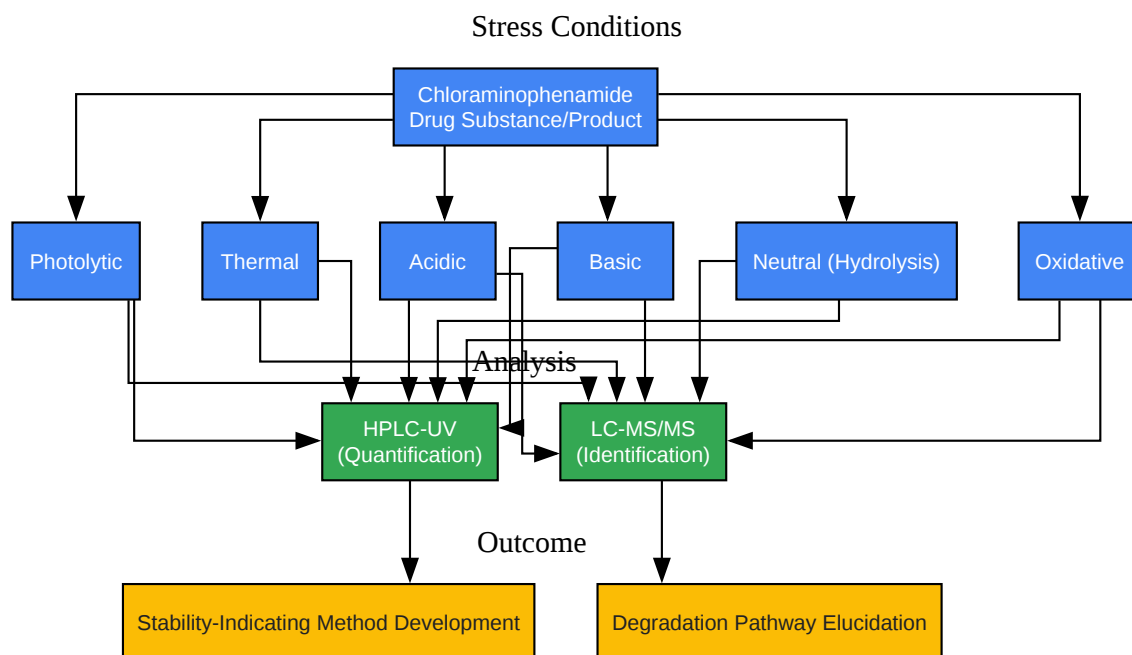 Stress Conditions
Chloraminophenamide
Drug Substance/Product
Photolytic
Thermal
Acidic
Basic
Neutral (Hydrolysis)
Oxidative
Analysis
HPLC-UV
(Quantification)
LC-MS/MS
(Identification)
Outcome
Stability-Indicating Method Development
Degradation Pathway Elucidation